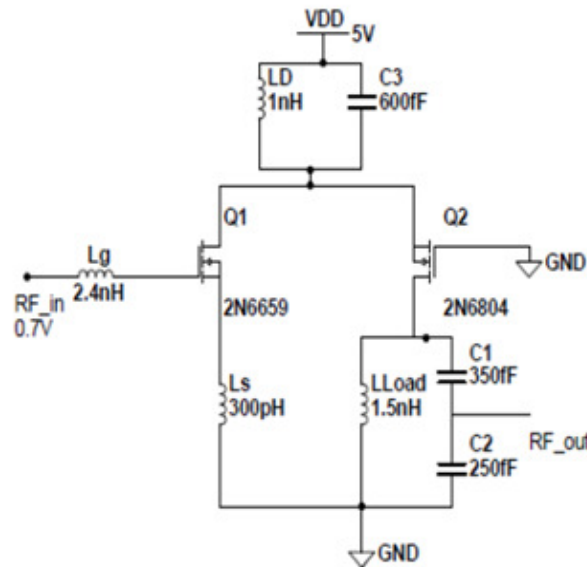 VDD
5V
LD
1nH
C3
600fF
Q1
Q2
Lg
2.4nH
GND
RF_in
0.7V
2N6659
2N6804
Ls
300pH
LLoad
1.5nH
C1
350fF
RF_out
C2
250fF
GND